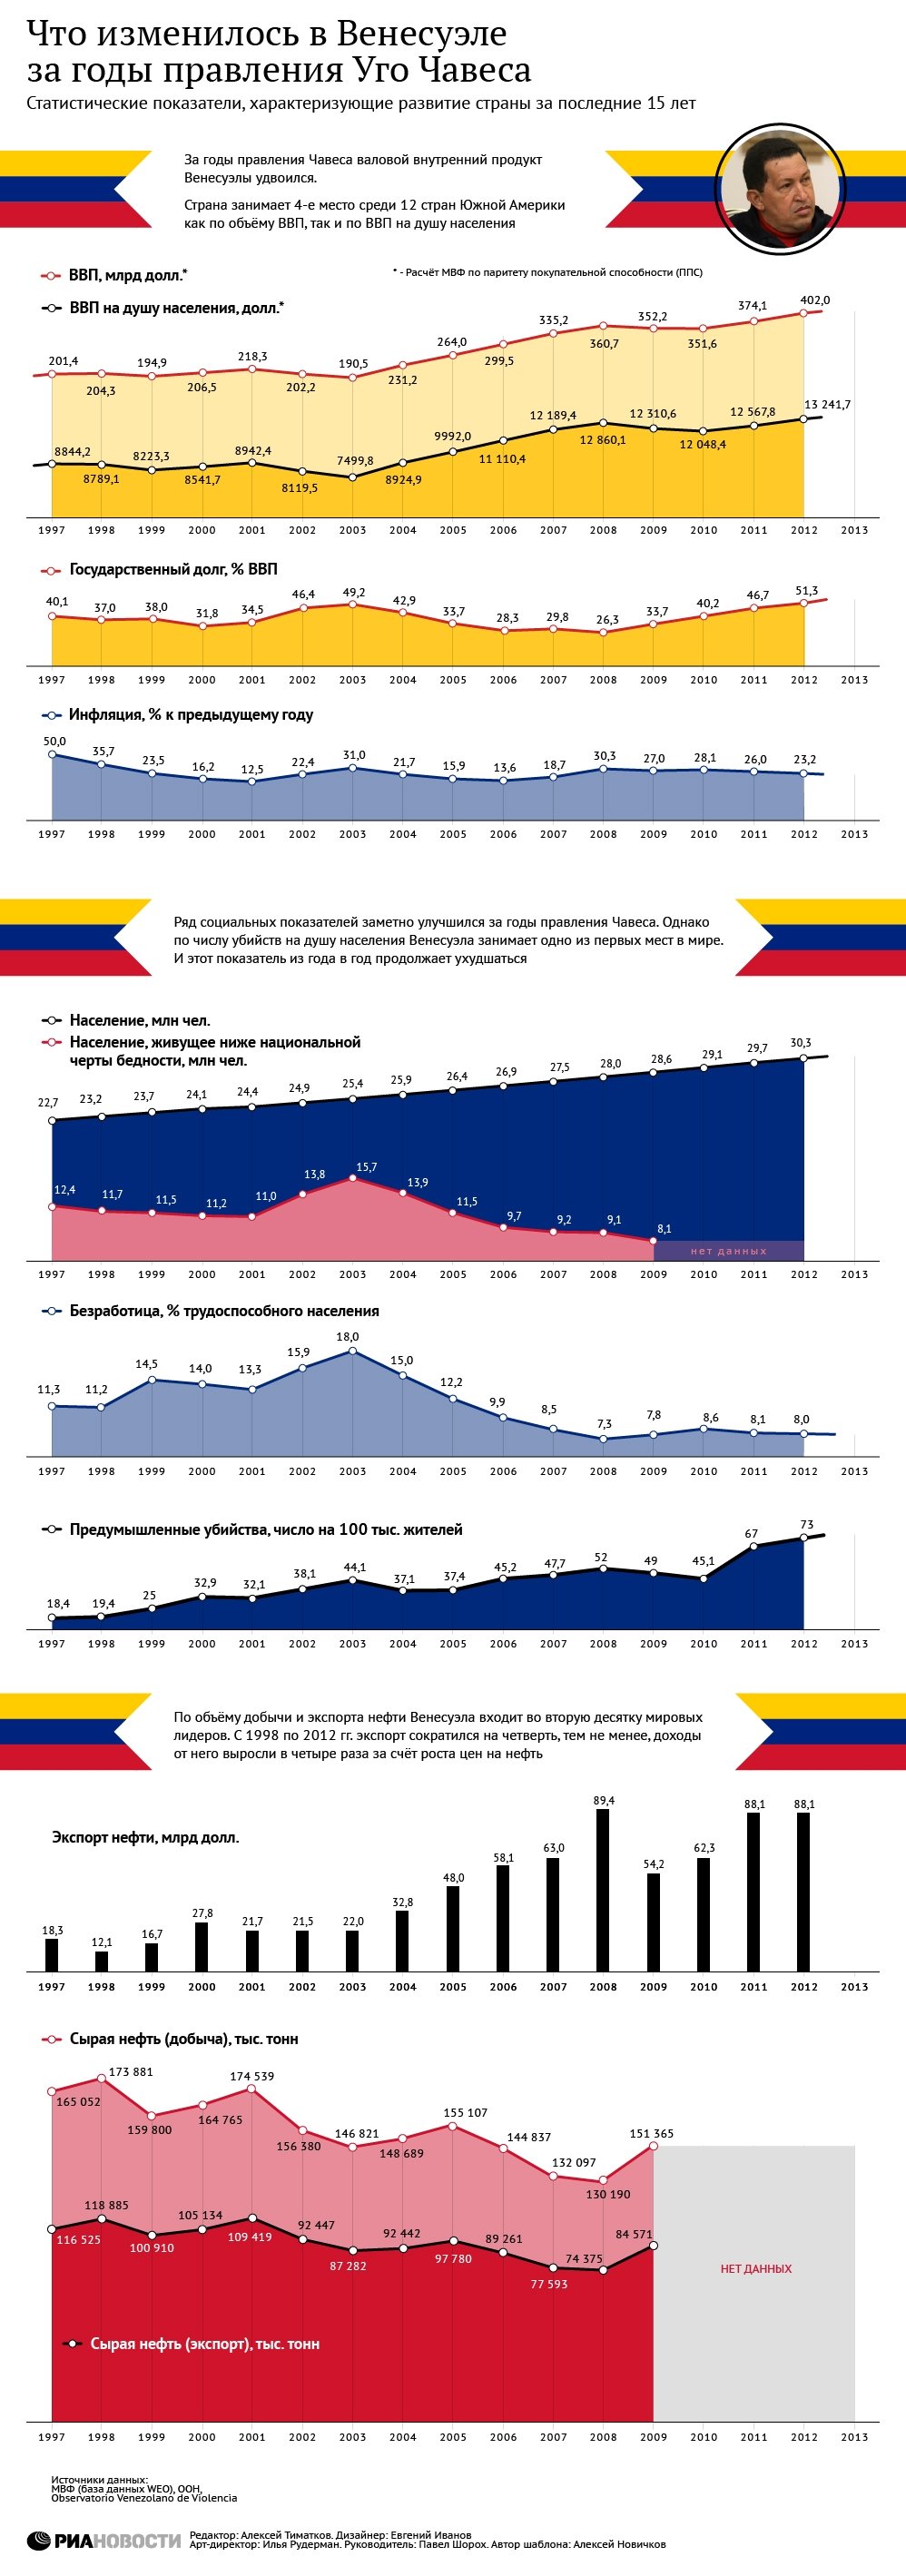 Что изменилось в Венесуэле
за годы правления Уго Чавеса
Статистические показатели, характеризующие развитие страны за последние 15 лет
За годы правления Чавеса валовой внутренний продукт
Венесуэлы удвоился.
Страна занимает 4-е место среди 12 стран Южной Америки
как по объёму ВВП, так и по ВВП на душу населения
ВВП, млрд долл.*
* - Расчёт МВФ по паритету покупательной способности (ППС)
ВВП на душу населения, долл.*
201,4 204,3 194,9 206,5 218,3 202,2 190,5 231,2 264,0 299,5 335,2 360,7 352,2 351,6 374,1 402,0
8844,2 8789,1 8223,3 8541,7 8942,4 8119,5 7499,8 8924,9 9992,0 11 110,4 12 189,4 12 860,1 12 310,6 12 048,4 12 567,8 13 241,7
1997 1998 1999 2000 2001 2002 2003 2004 2005 2006 2007 2008 2009 2010 2011 2012 2013
Государственный долг, % ВВП
40,1 37,0 38,0 31,8 34,5 46,4 49,2 42,9 33,7 28,3 29,8 26,3 33,7 40,2 46,7 51,3
1997 1998 1999 2000 2001 2002 2003 2004 2005 2006 2007 2008 2009 2010 2011 2012 2013
Инфляция, % к предыдущему году
50,0 35,7 23,5 16,2 12,5 22,4 31,0 21,7 15,9 13,6 18,7 30,3 27,0 28,1 26,0 23,2
1997 1998 1999 2000 2001 2002 2003 2004 2005 2006 2007 2008 2009 2010 2011 2012 2013
Ряд социальных показателей заметно улучшился за годы правления Чавеса. Однако
по числу убийств на душу населения Венесуэла занимает одно из первых мест в мире.
И этот показатель из года в год продолжает ухудшаться
Население, млн чел.
Население, живущее ниже национальной
черты бедности, млн чел.
22,7 23,2 23,7 24,1 24,4 24,9 25,4 25,9 26,4 26,9 27,5 28,0 28,6 29,1 29,7 30,3
12,4 11,7 11,5 11,2 11,0 13,8 15,7 13,9 11,5 9,7 9,2 9,1 8,1
нет данных
1997 1998 1999 2000 2001 2002 2003 2004 2005 2006 2007 2008 2009 2010 2011 2012 2013
Безработица, % трудоспособного населения
11,3 11,2 14,5 14,0 13,3 15,9 18,0 15,0 12,2 9,9 8,5 7,3 7,8 8,6 8,1 8,0
1997 1998 1999 2000 2001 2002 2003 2004 2005 2006 2007 2008 2009 2010 2011 2012 2013
Предумышленные убийства, число на 100 тыс. жителей
18,4 19,4 25 32,9 32,1 38,1 44,1 37,1 37,4 45,2 47,7 52 49 45,1 67 73
1997 1998 1999 2000 2001 2002 2003 2004 2005 2006 2007 2008 2009 2010 2011 2012 2013
По объёму добычи и экспорта нефти Венесуэла входит во вторую десятку мировых
лидеров. С 1998 по 2012 гг. экспорт сократился на четверть, тем не менее, доходы
от него выросли в четыре раза за счёт роста цен на нефть
Экспорт нефти, млрд долл.
18,3 12,1 16,7 27,8 21,7 21,5 22,0 32,8 48,0 58,1 63,0 89,4 54,2 62,3 88,1 88,1
1997 1998 1999 2000 2001 2002 2003 2004 2005 2006 2007 2008 2009 2010 2011 2012 2013
Сырая нефть (добыча), тыс. тонн
165 052 173 881 159 800 164 765 174 539 156 380 146 821 148 689 155 107 144 837 132 097 130 190 151 365
116 525 118 885 100 910 105 134 109 419 92 447 87 282 92 442 97 780 89 261 77 593 74 375 84 571
НЕТ ДАННЫХ
Сырая нефть (экспорт), тыс. тонн
1997 1998 1999 2000 2001 2002 2003 2004 2005 2006 2007 2008 2009 2010 2011 2012 2013
Источники данных:
МВФ (база данных WEO), ООН,
Observatorio Venezolano de Violencia
РИАНОВОСТИ
Редактор: Алексей Тиматков. Дизайнер: Евгений Иванов
Арт-директор: Илья Рудерман. Руководитель: Павел Шорох. Автор шаблона: Алексей Новичков